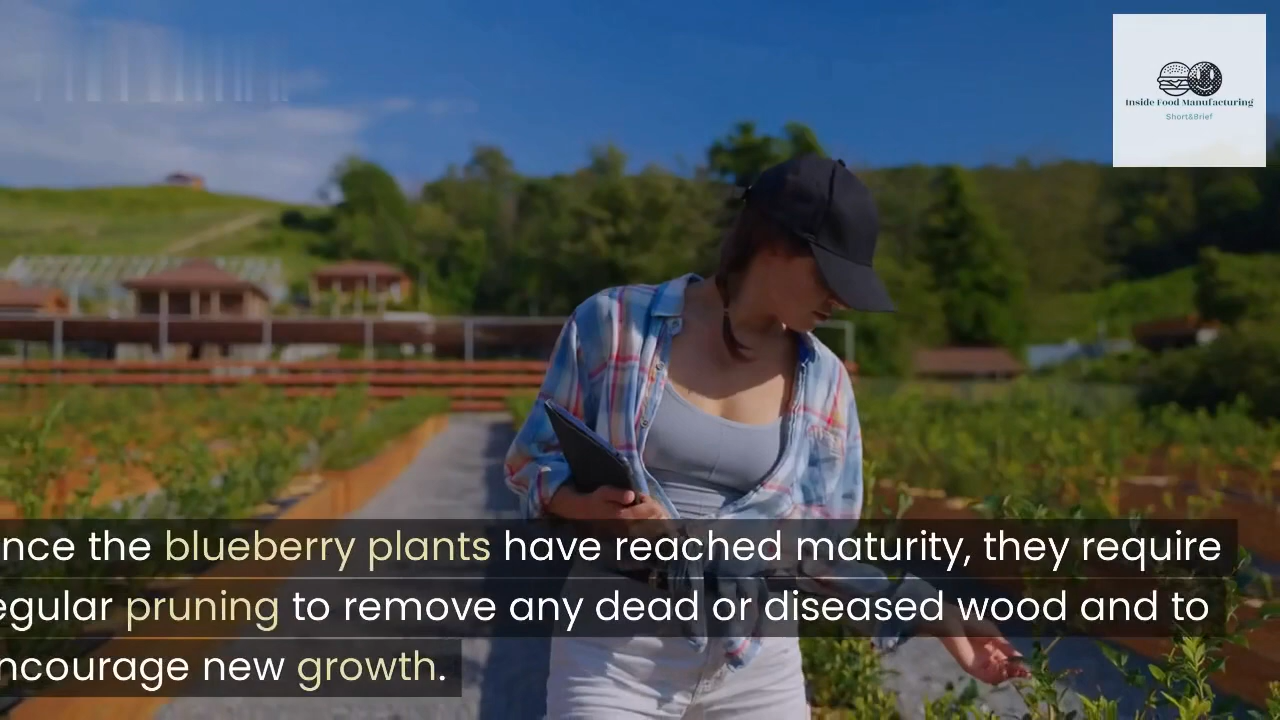 Inside Food Manufacturing
Short&Brief
nce the blueberry plants have reached maturity, they require
egular pruning to remove any dead or diseased wood and to
ncourage new growth.